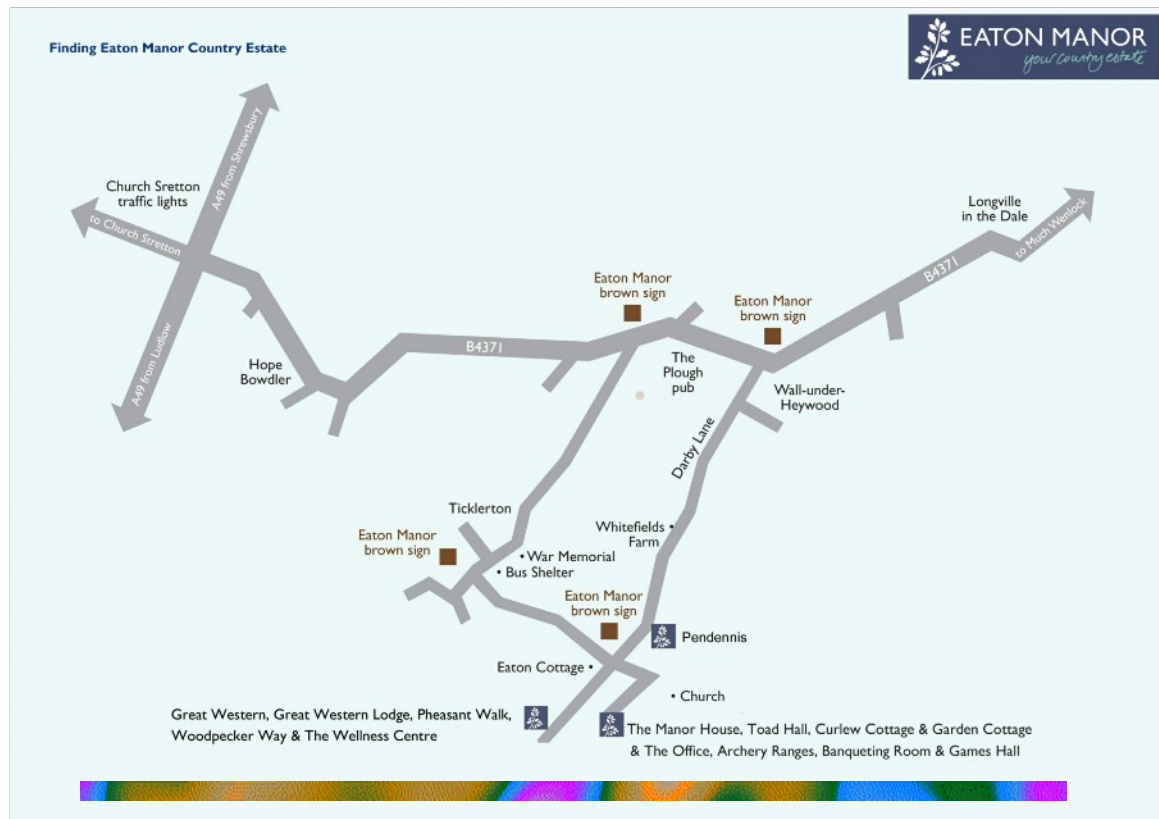 Finding Eaton Manor Country Estate
EATON MANOR
your country estate
A49 from Shrewsbury
Church Sretton
traffic lights
to Church Stretton
A49 from Ludlow
Longville
in the Dale
to Much Wenlock
B4371
Eaton Manor
brown sign
Eaton Manor
brown sign
B4371
The
Plough
pub
Hope
Bowdler
Wall-under-
Heywood
Darby Lane
Ticklerton
Eaton Manor
brown sign
Whitefields •
Farm
• War Memorial
• Bus Shelter
Eaton Manor
brown sign
Pendennis
Eaton Cottage •
• Church
Great Western, Great Western Lodge, Pheasant Walk,
Woodpecker Way & The Wellness Centre
The Manor House, Toad Hall, Curlew Cottage & Garden Cottage
& The Office, Archery Ranges, Banqueting Room & Games Hall